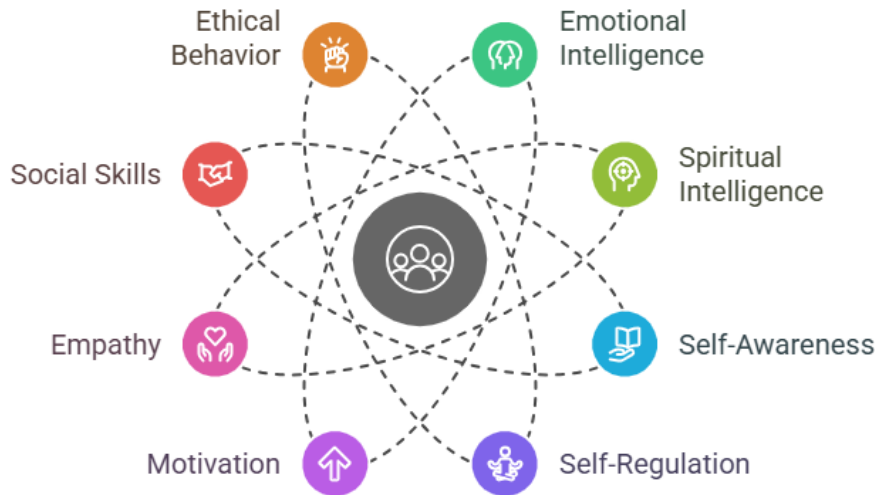 Ethical
Behavior
Emotional
Intelligence
Social Skills
Spiritual
Intelligence
Empathy
Self-Awareness
Motivation
Self-Regulation